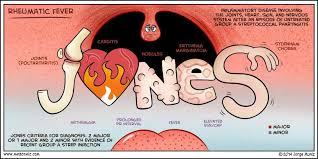 RHEUMATIC FEVER
INFLAMMATORY DISEASE INVOLVING
THE JOINTS, HEART, SKIN, AND NERVOUS
SYSTEM AFTER AN EPISODE OF UNTREATED
GROUP A STREPTOCOCCAL PHARYNGITIS
CARDITIS
NODULES
ERYTHEMA
MARGINATUM
SYDENHAM
CHOREA
JOINTS
(POLYARTHRITIS)
J NES
ARTHRALGIA
PROLONGED
PR INTERVAL
FEVER
ELEVATED
ESR/CRP
JONES CRITERIA FOR DIAGNOSIS: 2 MAJOR
OR 1 MAJOR AND 2 MINOR WITH EVIDENCE OF
RECENT GROUP A STREP INFECTION
MAJOR
MINOR
www.medcomic.com
© 2014 Jorge Muniz